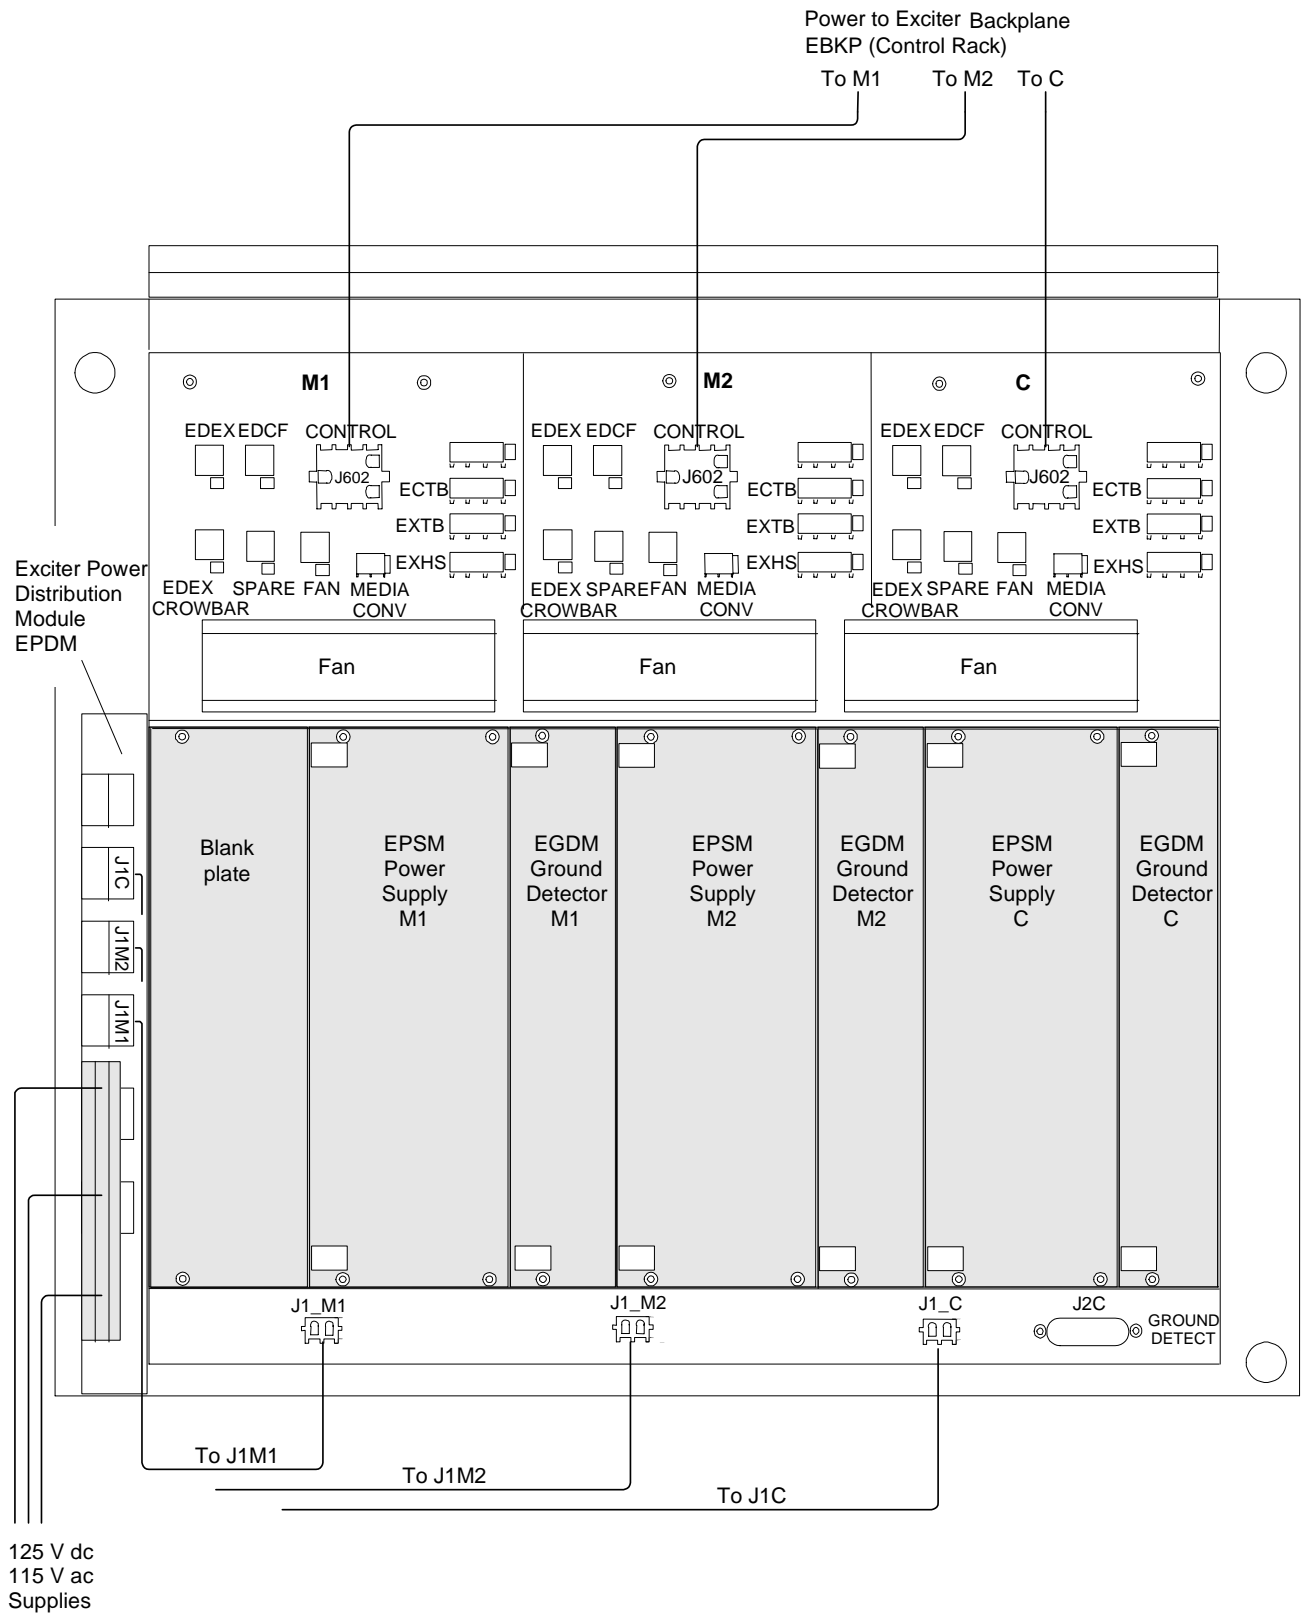 Power to Exciter Backplane
EBKP (Control Rack)
To M1
To M2
To C
M1
M2
C
EDEX EDCF CONTROL
EDEX EDCF CONTROL
EDEX EDCF CONTROL
J602
J602
J602
ECTB
ECTB
ECTB
EXTB
EXTB
EXTB
EXHS
EXHS
EXHS
EDEX
CROWBAR
SPARE
FAN
MEDIA
CONV
EDEX
CROWBAR
SPARE
FAN
MEDIA
CONV
EDEX
CROWBAR
SPARE
FAN
MEDIA
CONV
Exciter Power
Distribution
Module
EPDM
Fan
Fan
Fan
J1C
J1M2
J1M1
Blank
plate
EPSM
Power
Supply
M1
EGDM
Ground
Detector
M1
EPSM
Power
Supply
M2
EGDM
Ground
Detector
M2
EPSM
Power
Supply
C
EGDM
Ground
Detector
C
J1_M1
J1_M2
J1_C
J2C
GROUND
DETECT
To J1M1
To J1M2
To J1C
125 V dc
115 V ac
Supplies